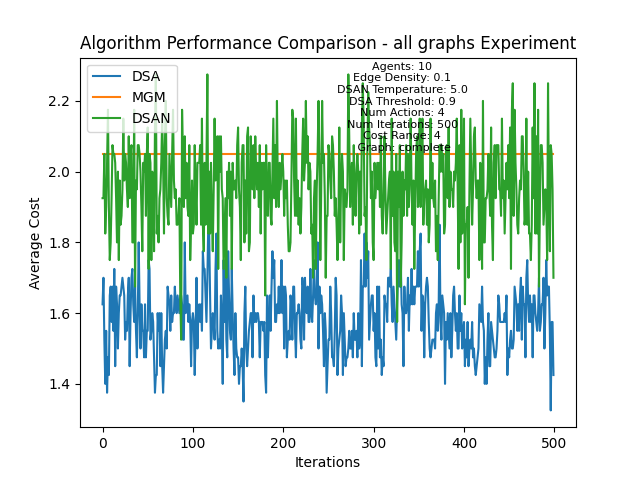 Algorithm Performance Comparison - all graphs Experiment
DSA
MGM
DSAN
Agents: 10
Edge Density: 0.1
DSAN Temperature: 5.0
DSA Threshold: 0.9
Num Actions: 4
Num Iterations: 500
Cost Range: 4
Graph: complete
Average Cost
2.2
2.0
1.8
1.6
1.4
0 100 200 300 400 500
Iterations